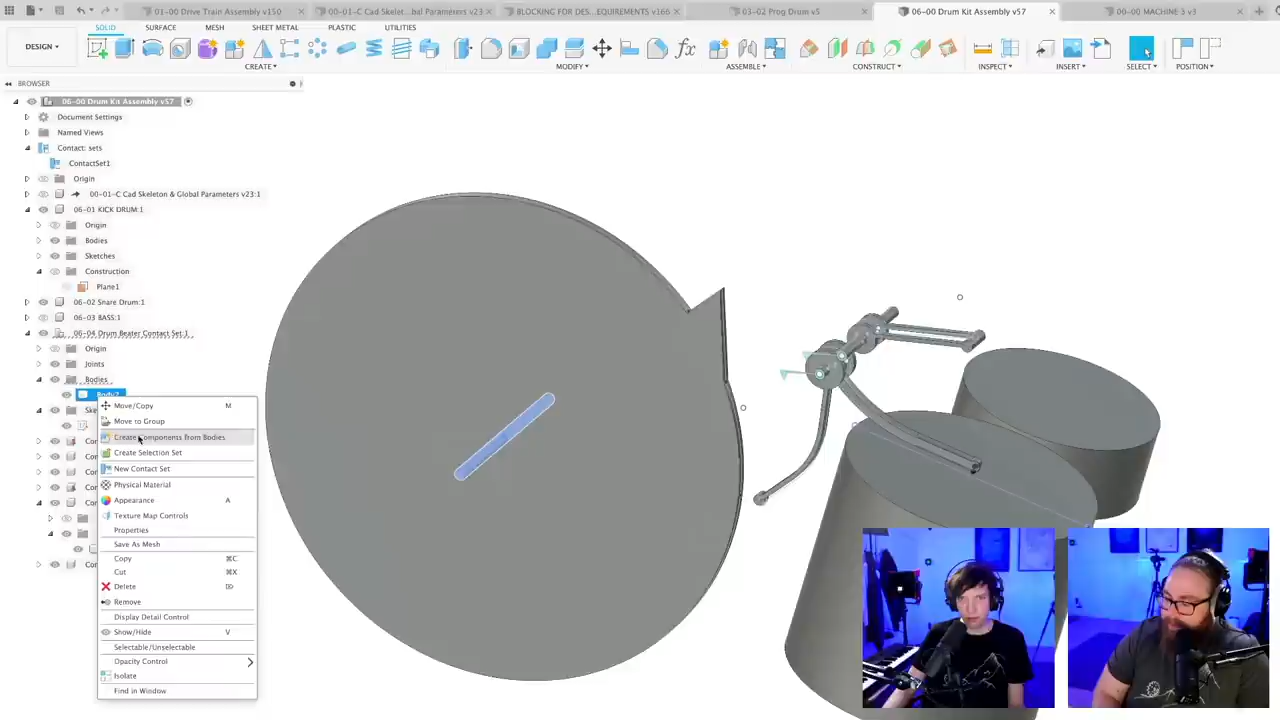 01-00 Drive Train Assembly v150
00-01-C Cad Skelet...bal Parameters v23
BLOCKING FOR DES...EQUIREMENTS v166
03-02 Prog Drum v5
06-00 Drum Kit Assembly v57
00-00 MACHINE 3 v3
SOLID
SURFACE
MESH
SHEET METAL
PLASTIC
UTILITIES
DESIGN
CREATE
MODIFY
ASSEMBLE
CONSTRUCT
INSPECT
INSERT
SELECT
POSITION
BROWSER
06-00 Drum Kit Assembly v57
Document Settings
Named Views
Contact: sets
ContactSet1
Origin
00-01-C Cad Skeleton & Global Parameters v23:1
06-01 KICK DRUM:1
Origin
Bodies
Sketches
Construction
Plane1
06-02 Snare Drum:1
06-03 BASS:1
06-04 Drum Beater Contact Set:1
Origin
Joints
Bodies
Move/Copy M
Move to Group
Create Components from Bodies
Create Selection Set
New Contact Set
Physical Material
Appearance A
Texture Map Controls
Properties
Save As Mesh
Copy ⌘C
Cut ⌘X
Delete ⌦
Remove
Display Detail Control
Show/Hide V
Selectable/Unselectable
Opacity Control
Isolate
Find in Window